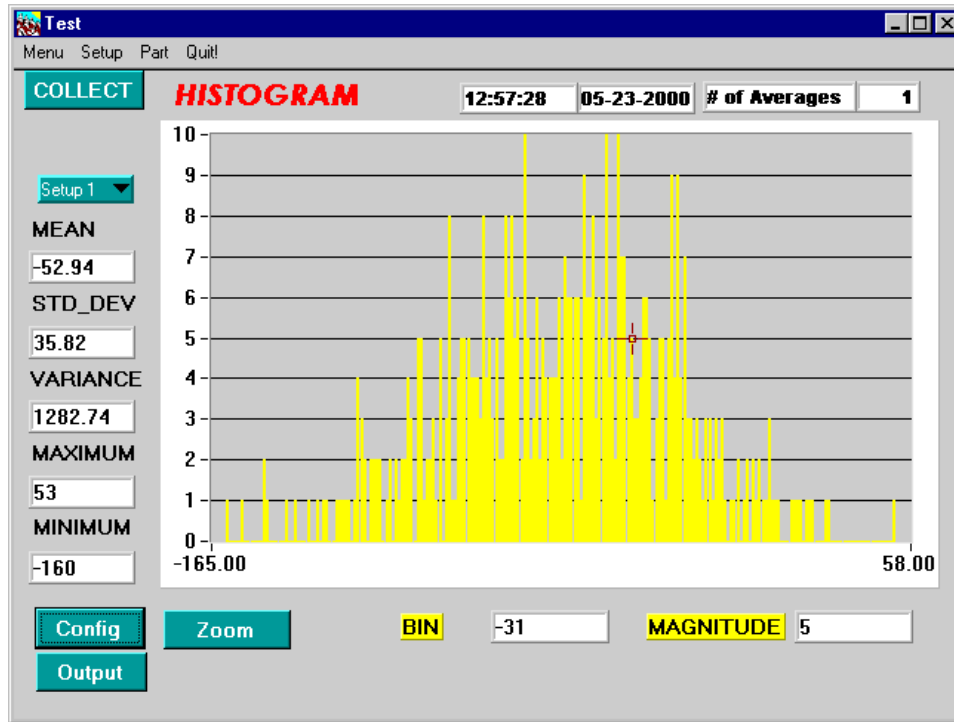 Test
Menu Setup Part Quit!
COLLECT
HISTOGRAM
12:57:28 05-23-2000 # of Averages 1
Setup 1
MEAN
-52.94
STD_DEV
35.82
VARIANCE
1282.74
MAXIMUM
53
MINIMUM
-160
10
9
8
7
6
5
4
3
2
1
0
-165.00 58.00
Config Zoom BIN -31 MAGNITUDE 5
Output